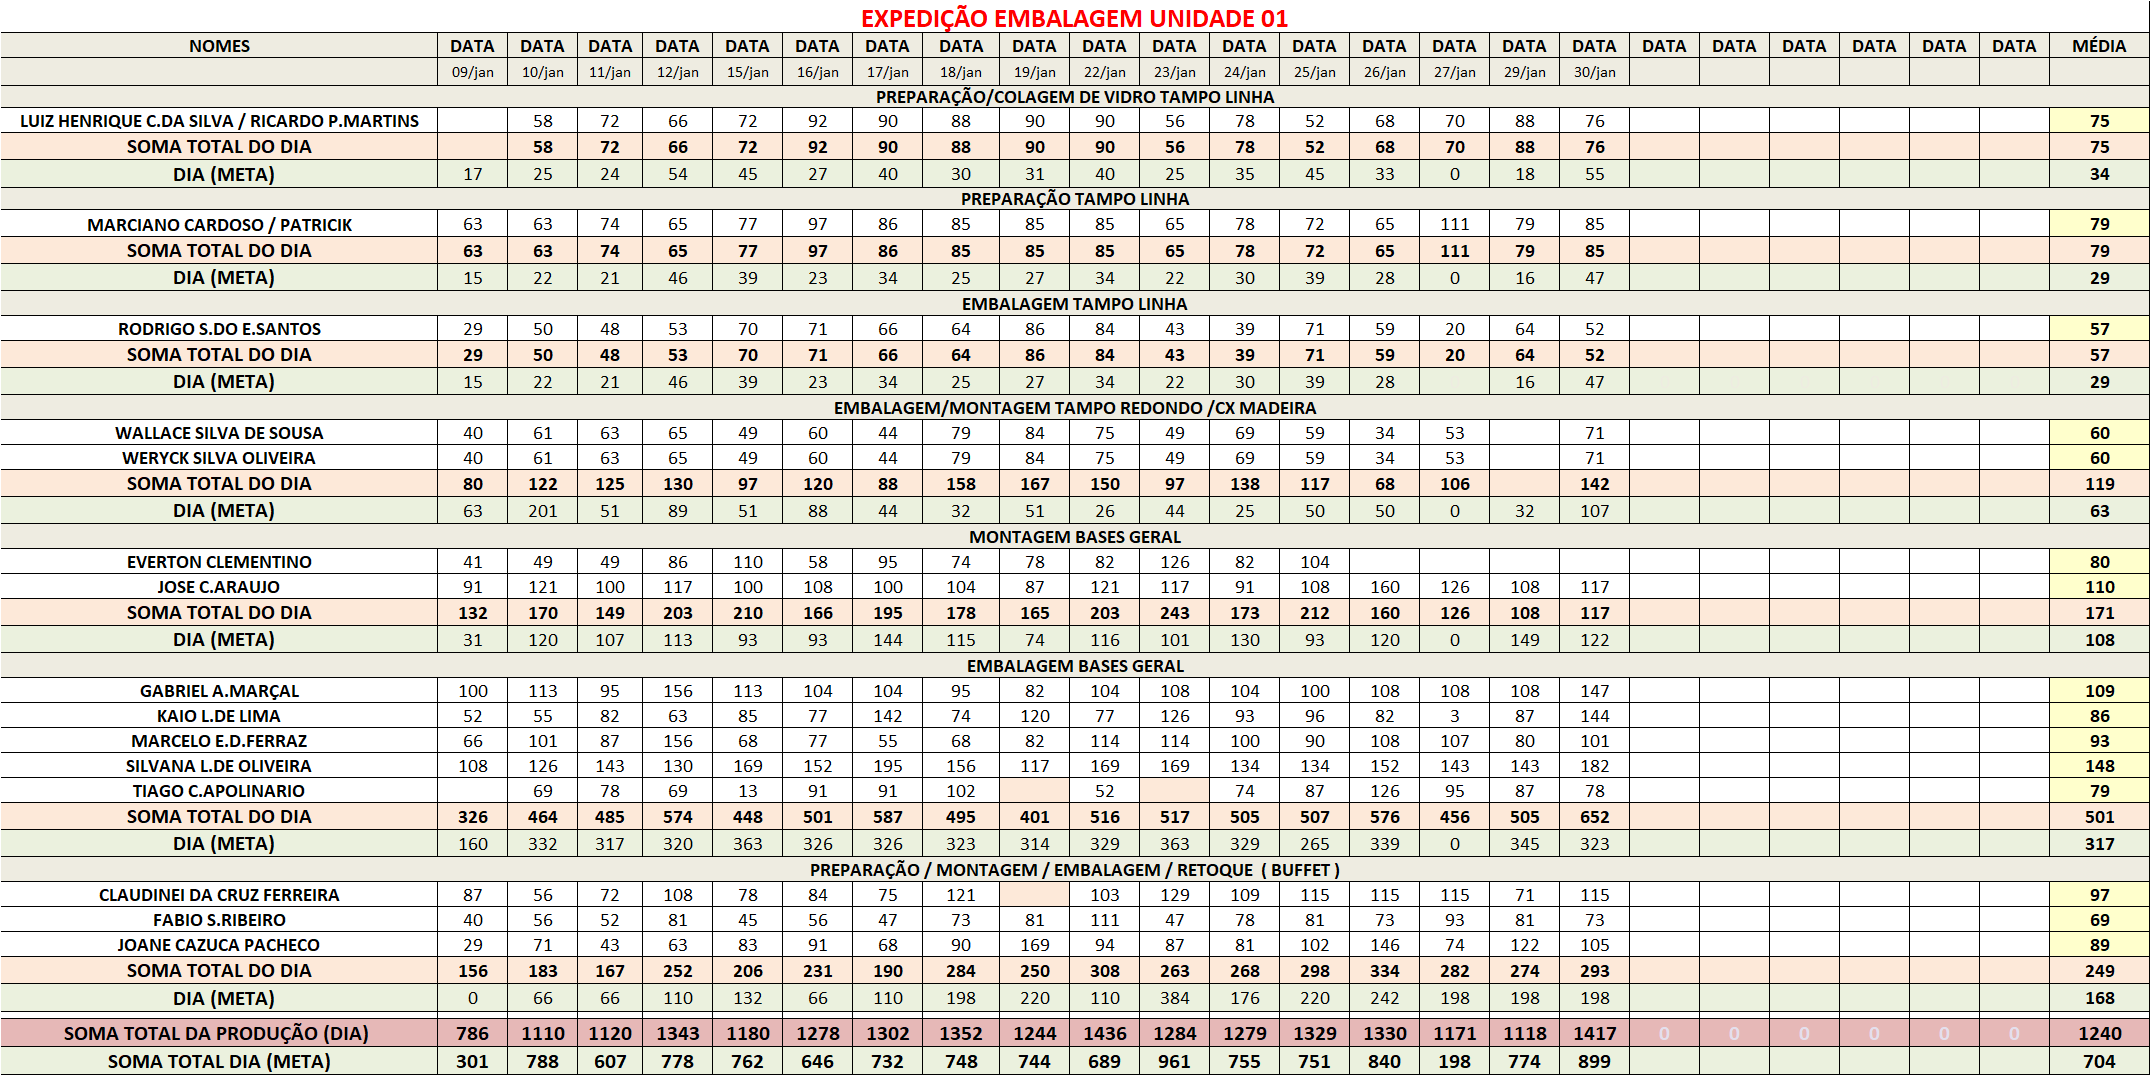 EXPEDIÇÃO EMBALAGEM UNIDADE 01
NOMES DATA DATA DATA DATA DATA DATA DATA DATA DATA DATA DATA DATA DATA DATA DATA DATA DATA DATA DATA DATA DATA DATA DATA MÉDIA
09/jan 10/jan 11/jan 12/jan 15/jan 16/jan 17/jan 18/jan 19/jan 22/jan 23/jan 24/jan 25/jan 26/jan 27/jan 29/jan 30/jan
PREPARAÇÃO/COLAGEM DE VIDRO TAMPO LINHA
LUIZ HENRIQUE C.DA SILVA / RICARDO P.MARTINS 58 72 66 72 92 90 88 90 90 56 78 52 68 70 88 76 75
SOMA TOTAL DO DIA 58 72 66 72 92 90 88 90 90 56 78 52 68 70 88 76 75
DIA (META) 17 25 24 54 45 27 40 30 31 40 25 35 45 33 0 18 55 34
PREPARAÇÃO TAMPO LINHA
MARCIANO CARDOSO / PATRICIK 63 63 74 65 77 97 86 85 85 85 65 78 72 65 111 79 85 79
SOMA TOTAL DO DIA 63 63 74 65 77 97 86 85 85 85 65 78 72 65 111 79 85 79
DIA (META) 15 22 21 46 39 23 34 25 27 34 22 30 39 28 0 16 47 29
EMBALAGEM TAMPO LINHA
RODRIGO S.DO E.SANTOS 29 50 48 53 70 71 66 64 86 84 43 39 71 59 20 64 52 57
SOMA TOTAL DO DIA 29 50 48 53 70 71 66 64 86 84 43 39 71 59 20 64 52 57
DIA (META) 15 22 21 46 39 23 34 25 27 34 22 30 39 28 16 47 29
EMBALAGEM/MONTAGEM TAMPO REDONDO /CX MADEIRA
WALLACE SILVA DE SOUSA 40 61 63 65 49 60 44 79 84 75 49 69 59 34 53 71 60
WERYCK SILVA OLIVEIRA 40 61 63 65 49 60 44 79 84 75 49 69 59 34 53 71 60
SOMA TOTAL DO DIA 80 122 125 130 97 120 88 158 167 150 97 138 117 68 106 142 119
DIA (META) 63 201 51 89 51 88 44 32 51 26 44 25 50 50 0 32 107 63
MONTAGEM BASES GERAL
EVERTON CLEMENTINO 41 49 49 86 110 58 95 74 78 82 126 82 104 80
JOSE C.ARAUJO 91 121 100 117 100 108 100 104 87 121 117 91 108 160 126 108 117 110
SOMA TOTAL DO DIA 132 170 149 203 210 166 195 178 165 203 243 173 212 160 126 108 117 171
DIA (META) 31 120 107 113 93 93 144 115 74 116 101 130 93 120 0 149 122 108
EMBALAGEM BASES GERAL
GABRIEL A.MARÇAL 100 113 95 156 113 104 104 95 82 104 108 104 100 108 108 108 147 109
KAIO L.DE LIMA 52 55 82 63 85 77 142 74 120 77 126 93 96 82 3 87 144 86
MARCELO E.D.FERRAZ 66 101 87 156 68 77 55 68 82 114 114 100 90 108 107 80 101 93
SILVANA L.DE OLIVEIRA 108 126 143 130 169 152 195 156 117 169 169 134 134 152 143 143 182 148
TIAGO C.APOLINARIO 69 78 69 13 91 91 102 52 74 87 126 95 87 78 79
SOMA TOTAL DO DIA 326 464 485 574 448 501 587 495 401 516 517 505 507 576 456 505 652 501
DIA (META) 160 332 317 320 363 326 326 323 314 329 363 329 265 339 0 345 323 317
PREPARAÇÃO / MONTAGEM / EMBALAGEM / RETOQUE ( BUFFET )
CLAUDINEI DA CRUZ FERREIRA 87 56 72 108 78 84 75 121 103 129 109 115 115 115 71 115 97
FABIO S.RIBEIRO 40 56 52 81 45 56 47 73 81 111 47 78 81 73 93 81 73 69
JOANE CAZUCA PACHECO 29 71 43 63 83 91 68 90 169 94 87 81 102 146 74 122 105 89
SOMA TOTAL DO DIA 156 183 167 252 206 231 190 284 250 308 263 268 298 334 282 274 293 249
DIA (META) 0 66 66 110 132 66 110 198 220 110 384 176 220 242 198 198 198 168
SOMA TOTAL DA PRODUÇÃO (DIA) 786 1110 1120 1343 1180 1278 1302 1352 1244 1436 1284 1279 1329 1330 1171 1118 1417 0 0 0 0 0 0 1240
SOMA TOTAL DIA (META) 301 788 607 778 762 646 732 748 744 689 961 755 751 840 198 774 899 704